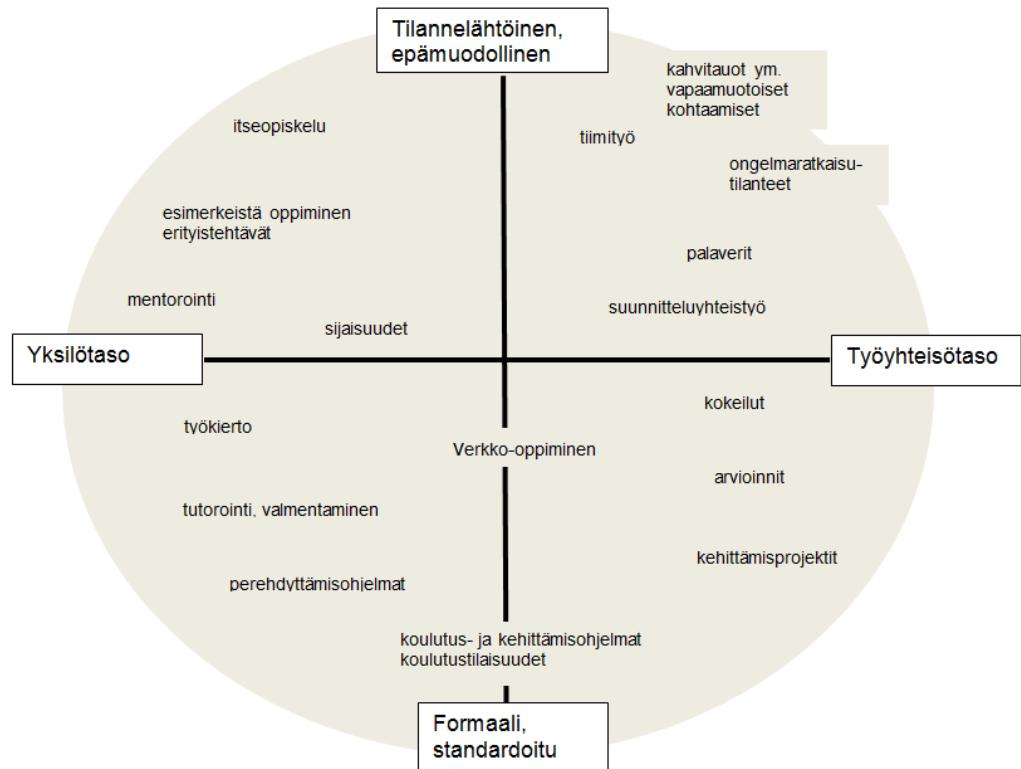 Tilannelähtöinen,
epämuodollinen
kahvitauot ym.
vapaamuotoiset
kohtaamiset
itseopiskelu
tiimityö
ongelmaratkaisu-
tilanteet
esimerkeistä oppiminen
erityistehtävät
palaverit
mentorointi
suunnitteluyhteistyö
sijaisuudet
Yksilötaso
Työyhteisötaso
kokeilut
työkierto
Verkko-oppiminen
arvioinnit
tutorointi, valmentaminen
kehittämisprojektit
perehdyttämisohjelmat
koulutus- ja kehittämisohjelmat
koulutustilaisuudet
Formaali,
standardoitu